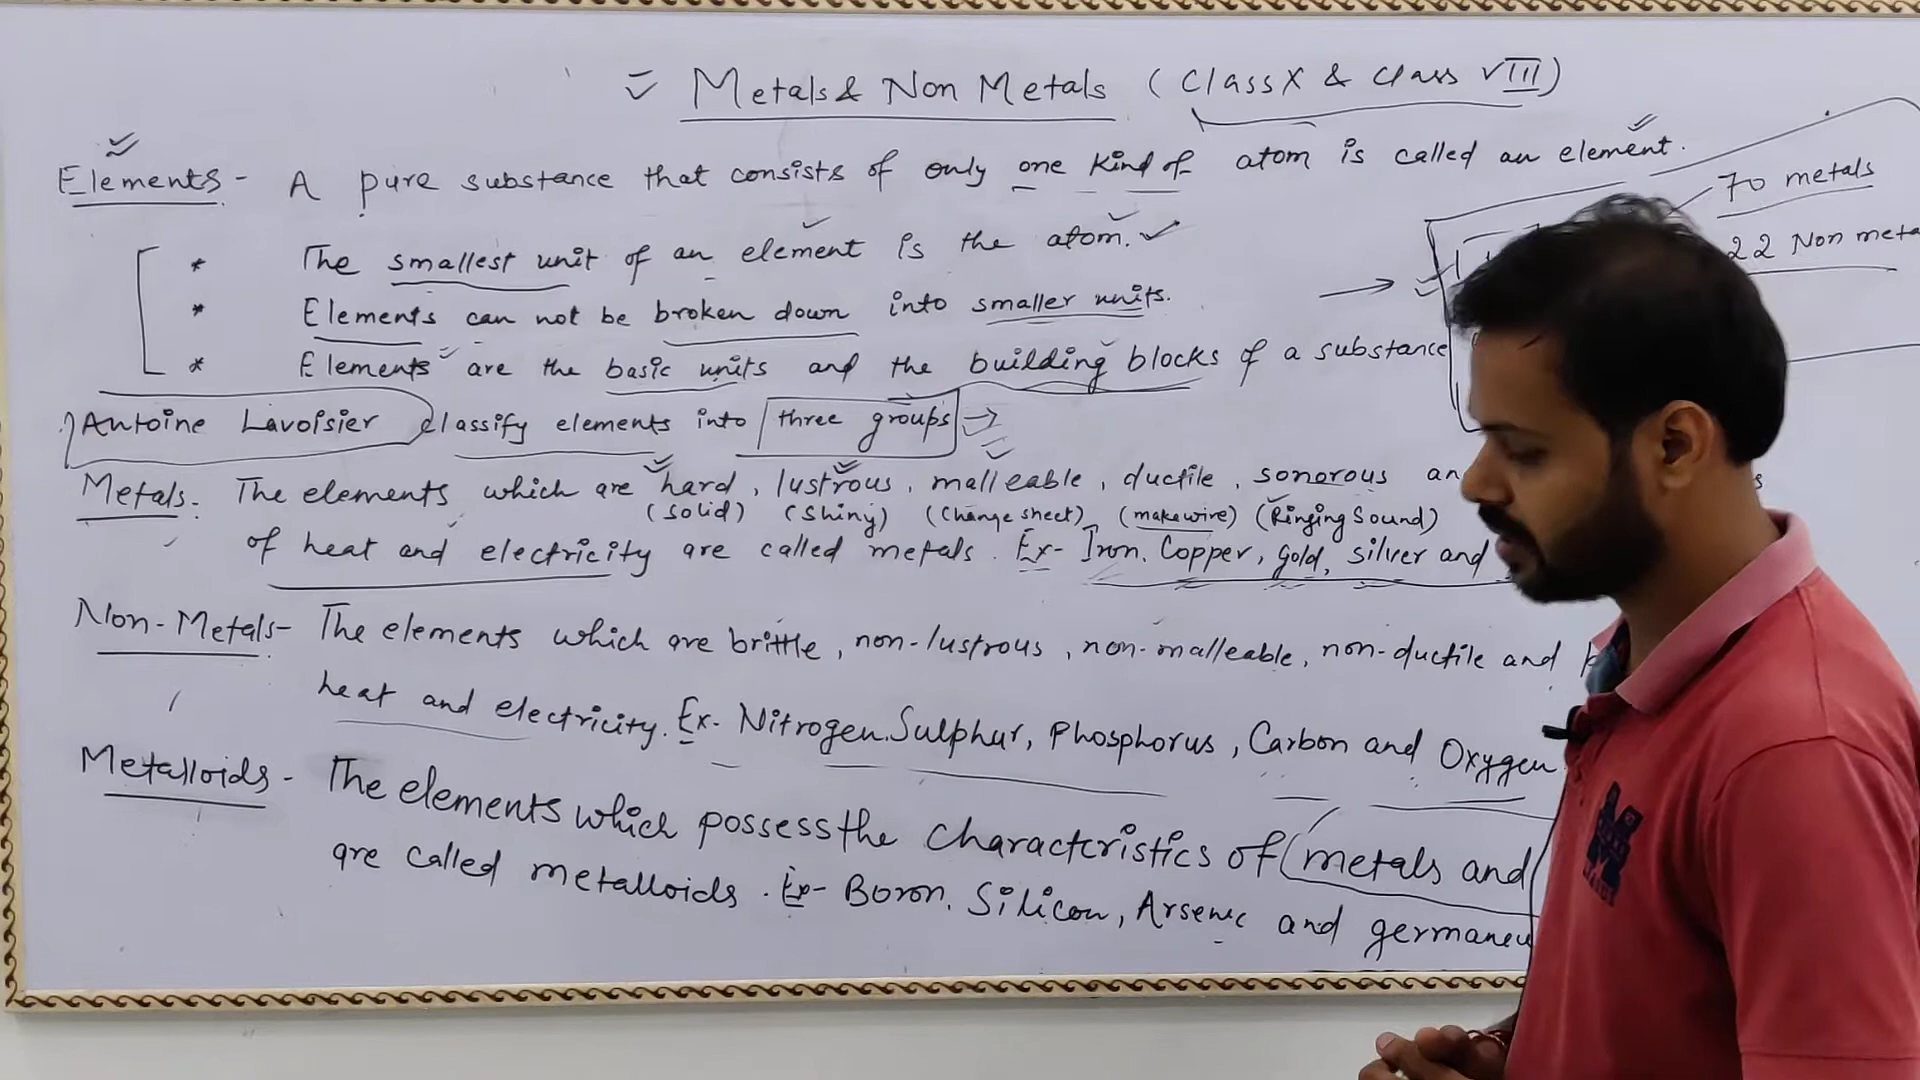 Metals & Non Metals (Class X & Class VIII)
Elements - A pure substance that consists of only one kind of atom is called an element.
70 metals
22 Non meta
* The smallest unit of an element is the atom.
* Elements can not be broken down into smaller units.
* Elements are the basic units and the building blocks of a substance
Antoine Lavoisier classify elements into three groups
Metals - The elements which are hard, lustrous, malleable, ductile, sonorous an
(Solid) (Shiny) (Change sheet) (make wire) (Ringing Sound)
of heat and electricity are called metals. Ex- Iron, Copper, gold, silver and
Non-Metals - The elements which are brittle, non-lustrous, non-malleable, non-ductile and
heat and electricity. Ex- Nitrogen, Sulphur, Phosphorus, Carbon and Oxygen
Metalloids - The elements which possess the characteristics of metals and
are called metalloids. Ex- Boron, Silicon, Arsenic and germaneu